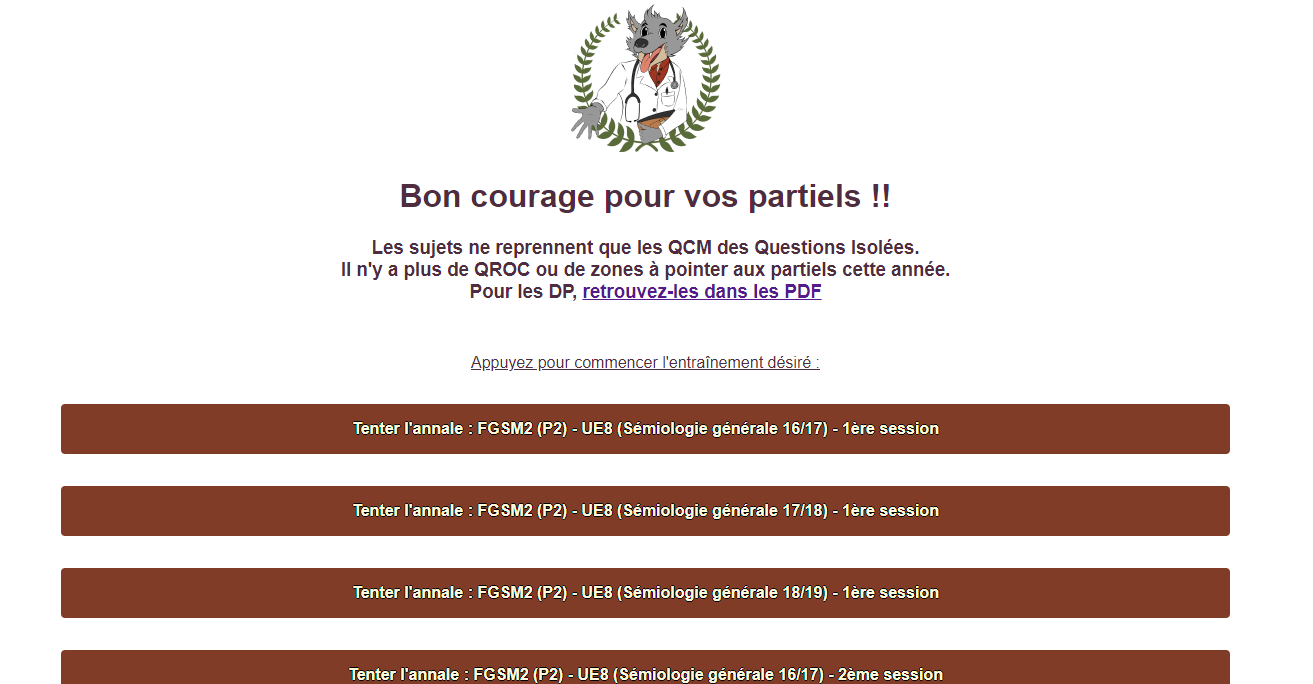 Bon courage pour vos partiels !!
Les sujets ne reprennent que les QCM des Questions Isolées.
Il n'y a plus de QROC ou de zones à pointer aux partiels cette année.
Pour les DP, retrouvez-les dans les PDF
Appuyez pour commencer l'entraînement désiré :
Tenter l'annale : FGSM2 (P2) - UE8 (Sémiologie générale 16/17) - 1ère session
Tenter l'annale : FGSM2 (P2) - UE8 (Sémiologie générale 17/18) - 1ère session
Tenter l'annale : FGSM2 (P2) - UE8 (Sémiologie générale 18/19) - 1ère session
Tenter l'annale : FGSM2 (P2) - UE8 (Sémiologie générale 16/17) - 2ème session